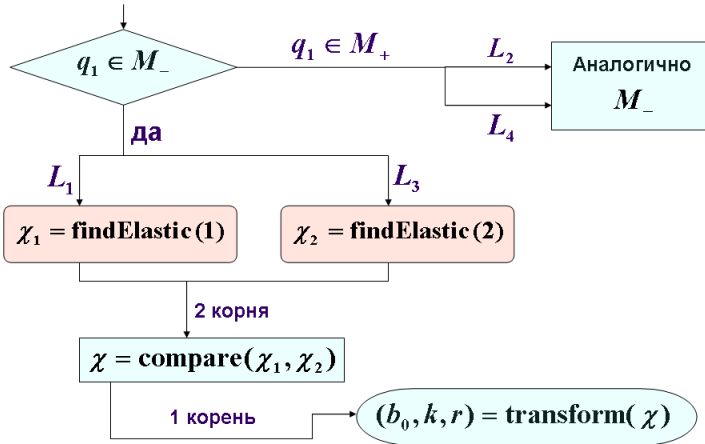 q₁ ∈ M₋
q₁ ∈ M₊
L₂
L₄
Аналогично
M₋
да
L₁
L₃
χ₁ = findElastic(1)
χ₂ = findElastic(2)
2 корня
χ = compare(χ₁, χ₂)
1 корень
(b₀, k, r) = transform(χ)